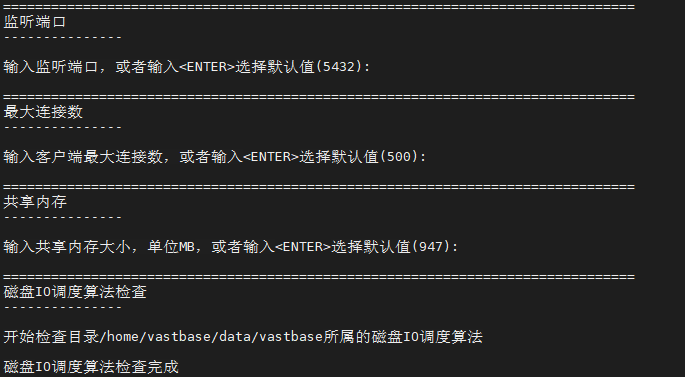 ===============================================================================
监听端口
---------------
输入监听端口，或者输入<ENTER>选择默认值(5432):
===============================================================================
最大连接数
---------------
输入客户端最大连接数，或者输入<ENTER>选择默认值(500):
===============================================================================
共享内存
---------------
输入共享内存大小，单位MB，或者输入<ENTER>选择默认值(947):
===============================================================================
磁盘IO调度算法检查
---------------
开始检查目录/home/vastbase/data/vastbase所属的磁盘IO调度算法
磁盘IO调度算法检查完成